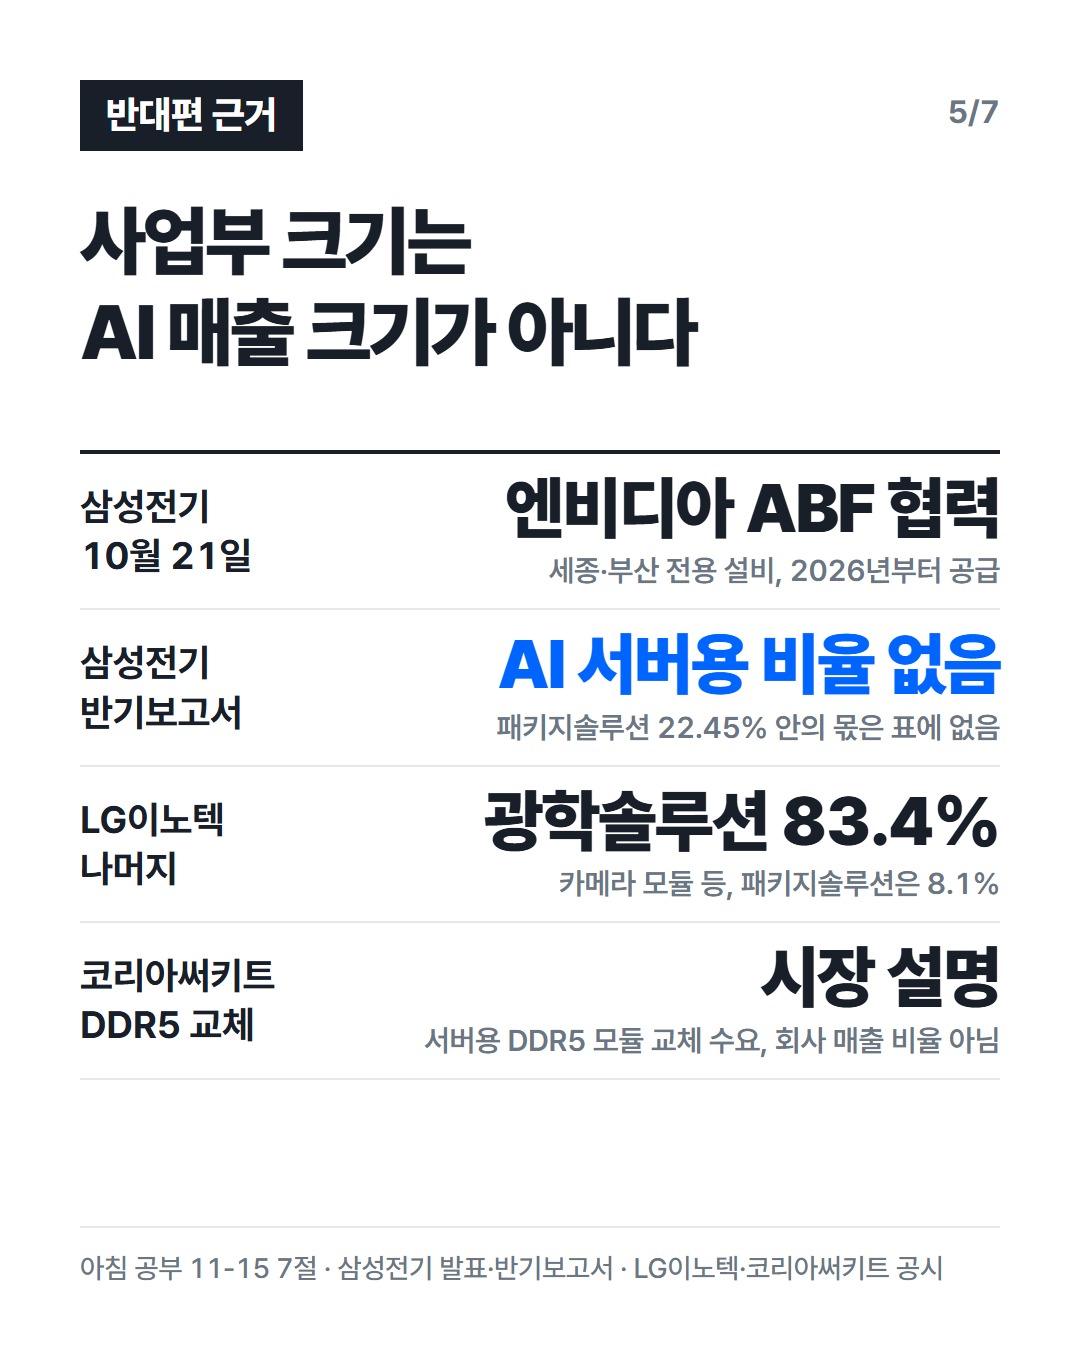 반대편 근거
5/7
사업부 크기는
AI 매출 크기가 아니다
삼성전기
10월 21일
엔비디아 ABF 협력
세종·부산 전용 설비, 2026년부터 공급
삼성전기
반기보고서
AI 서버용 비율 없음
패키지솔루션 22.45% 안의 몫은 표에 없음
LG이노텍
나머지
광학솔루션 83.4%
카메라 모듈 등, 패키지솔루션은 8.1%
코리아써키트
DDR5 교체
시장 설명
서버용 DDR5 모듈 교체 수요, 회사 매출 비율 아님
아침 공부 11-15 7절 · 삼성전기 발표·반기보고서 · LG이노텍·코리아써키트 공시